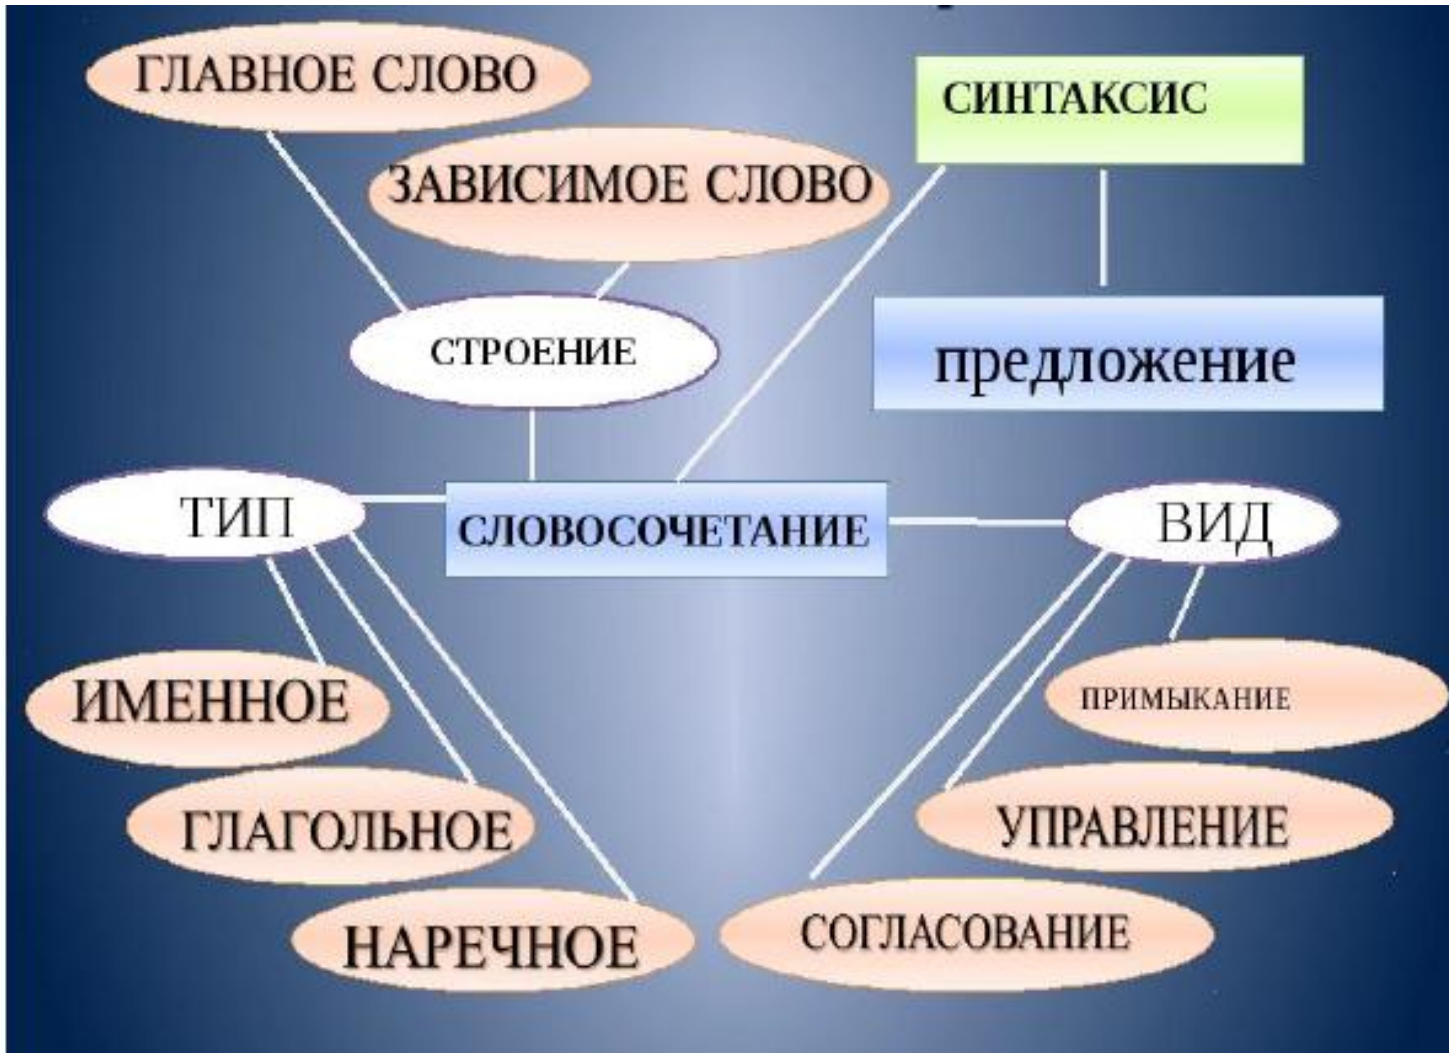 ГЛАВНОЕ СЛОВО
СИНТАКСИС
ЗАВИСИМОЕ СЛОВО
СТРОЕНИЕ
предложение
ТИП
СЛОВОСОЧЕТАНИЕ
ВИД
ИМЕННОЕ
ПРИМЫКАНИЕ
ГЛАГОЛЬНОЕ
УПРАВЛЕНИЕ
НАРЕЧНОЕ
СОГЛАСОВАНИЕ